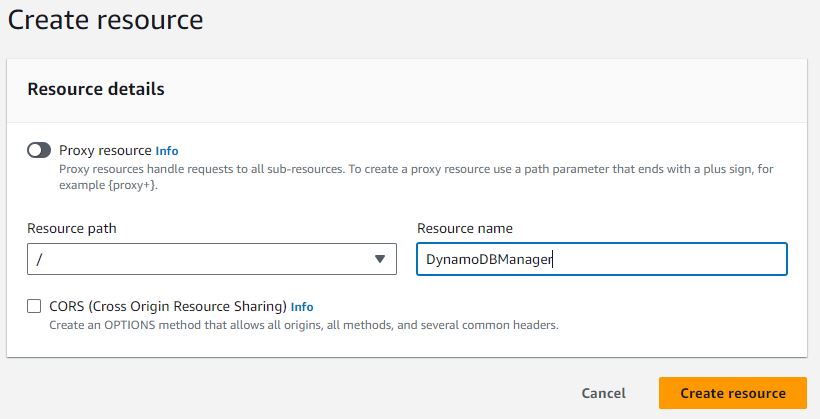 Create resource
Resource details
Proxy resource Info
Proxy resources handle requests to all sub-resources. To create a proxy resource use a path parameter that ends with a plus sign, for
example {proxy+}.
Resource path
Resource name
/
DynamoDBManager
CORS (Cross Origin Resource Sharing) Info
Create an OPTIONS method that allows all origins, all methods, and several common headers.
Cancel
Create resource